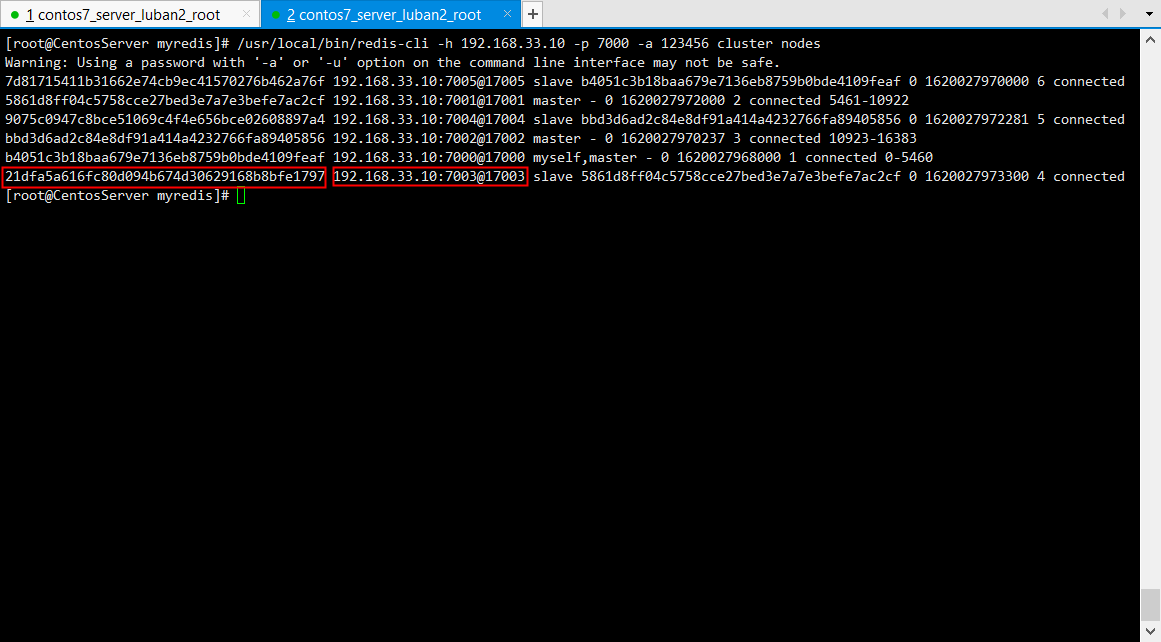 1 contos7_server_luban2_root × 2 contos7_server_luban2_root × +
[root@CentosServer myredis]# /usr/local/bin/redis-cli -h 192.168.33.10 -p 7000 -a 123456 cluster nodes
Warning: Using a password with '-a' or '-u' option on the command line interface may not be safe.
7d81715411b31662e74cb9ec41570276b462a76f 192.168.33.10:7005@17005 slave b4051c3b18baa679e7136eb8759b0bde4109feaf 0 1620027970000 6 connected
5861d8ff04c5758cce27bed3e7a7e3befe7ac2cf 192.168.33.10:7001@17001 master - 0 1620027972000 2 connected 5461-10922
9075c0947c8bce51069c4f4e656bce02608897a4 192.168.33.10:7004@17004 slave bbd3d6ad2c84e8df91a414a4232766fa89405856 0 1620027972281 5 connected
bbd3d6ad2c84e8df91a414a4232766fa89405856 192.168.33.10:7002@17002 master - 0 1620027970237 3 connected 10923-16383
b4051c3b18baa679e7136eb8759b0bde4109feaf 192.168.33.10:7000@17000 myself,master - 0 1620027968000 1 connected 0-5460
21dfa5a616fc80d094b674d30629168b8bfe1797 192.168.33.10:7003@17003 slave 5861d8ff04c5758cce27bed3e7a7e3befe7ac2cf 0 1620027973300 4 connected
[root@CentosServer myredis]#